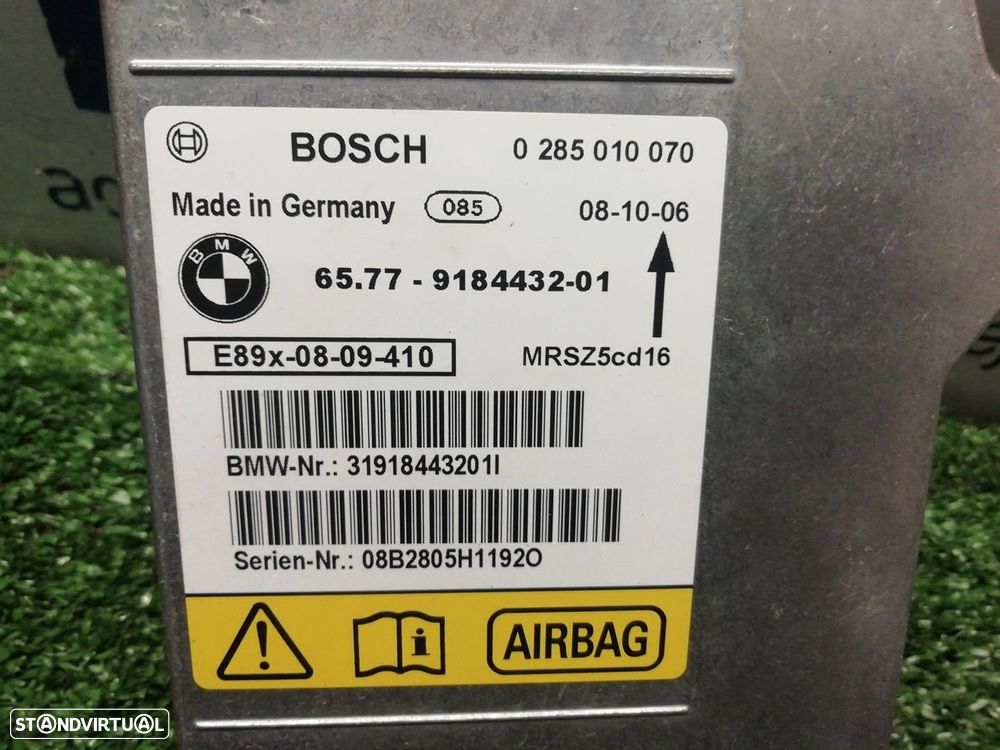 BOSCH 0 285 010 070
Made in Germany 085 08-10-06
BMW
65.77 - 9184432-01
E89x-08-09-410 MRSZ5cd16
BMW-Nr.: 31918443201I
Serien-Nr.: 08B2805H1192O
AIRBAG
STANDVIRTUAL